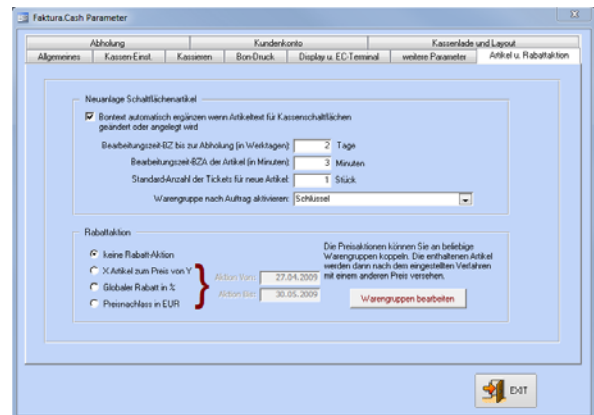 Faktura.Cash Parameter
Abholung Kundenkonto Kassenlade und Layout
Allgemeines Kassen-Einst. Kassieren Bon-Druck Display u. EC-Terminal weitere Parameter Artikel u. Rabattaktion
Neuanlage Schaltflächenartikel
Bontext automatisch ergänzen wenn Artikeltext für Kassenschaltflächen
geändert oder angelegt wird
Bearbeitungszeit-BZ bis zur Abholung (in Werktagen): 2 Tage
Bearbeitungszeit-BZA der Artikel (in Minuten): 3 Minuten
Standard-Anzahl der Tickets für neue Artikel: 1 Stück
Warengruppe nach Auftrag aktivieren: Schlüssel
Rabattaktion
keine Rabatt-Aktion
X Artikel zum Preis von Y
Globaler Rabatt in %
Preisnachlass in EUR
Aktion Vom: 27.04.2009
Aktion Bis: 30.05.2009
Die Preisaktionen können Sie an beliebige
Warengruppen koppeln. Die enthaltenen Artikel
werden dann nach dem eingestellten Verfahren
mit einem anderen Preis versehen.
Warengruppen bearbeiten
EXIT